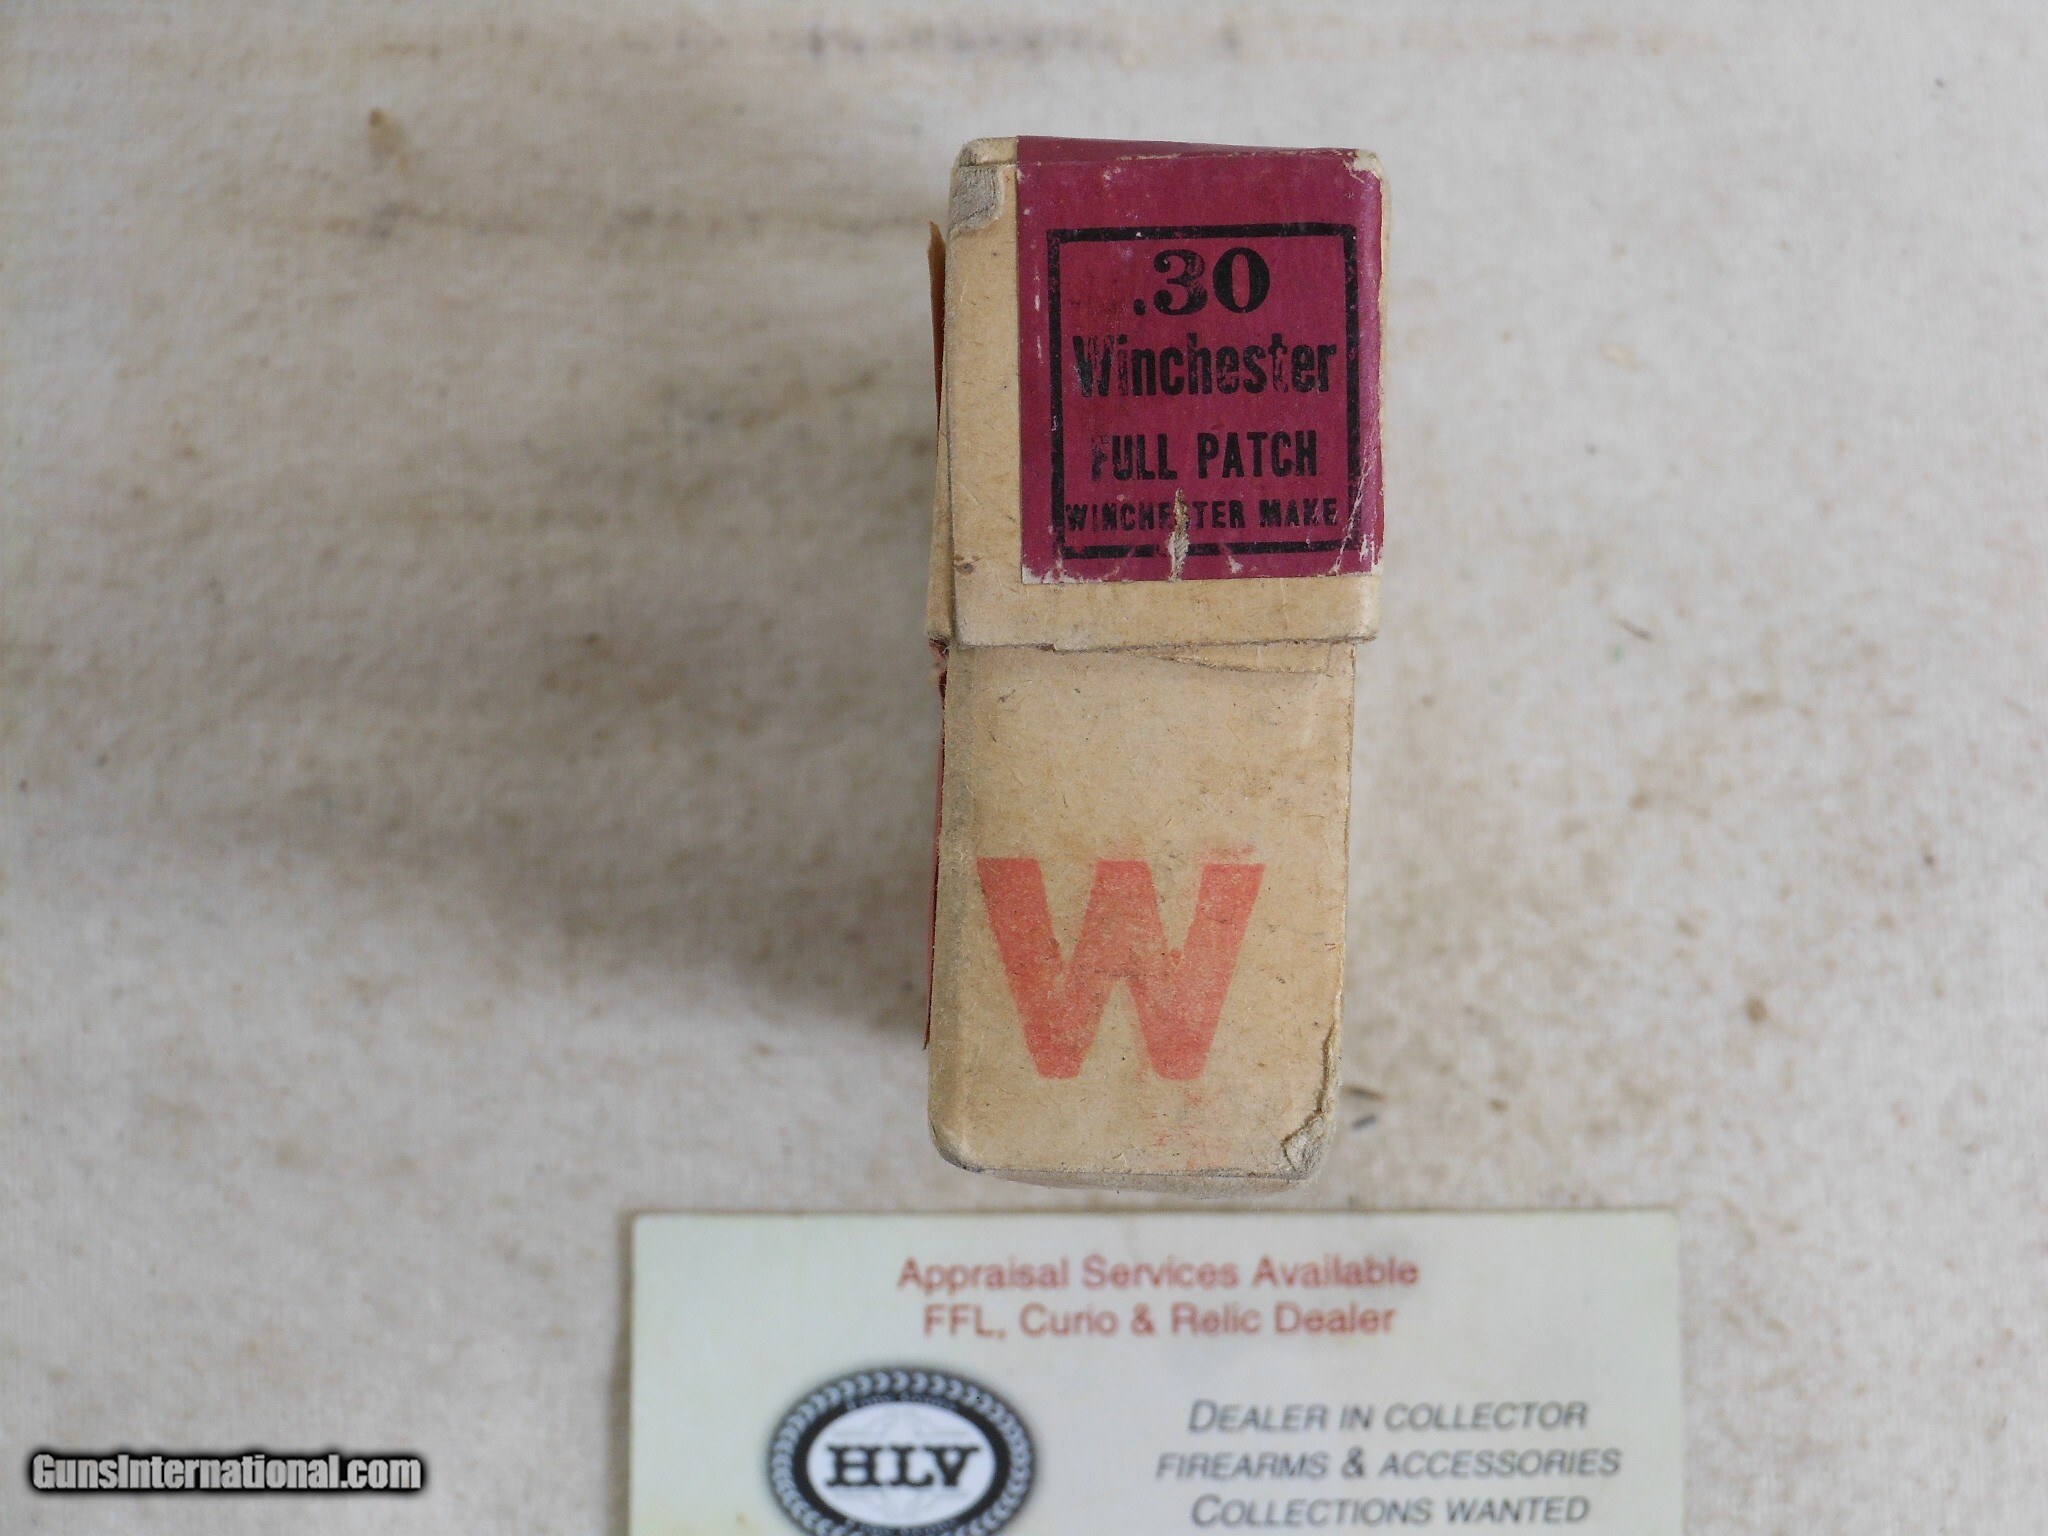 .30
Winchester
FULL PATCH
WINCHESTER MAKE
W
Appraisal Services Available
FFL, Curio & Relic Dealer
HLV
DEALER IN COLLECTOR
FIREARMS & ACCESSORIES
COLLECTIONS WANTED
GunsInternational.com